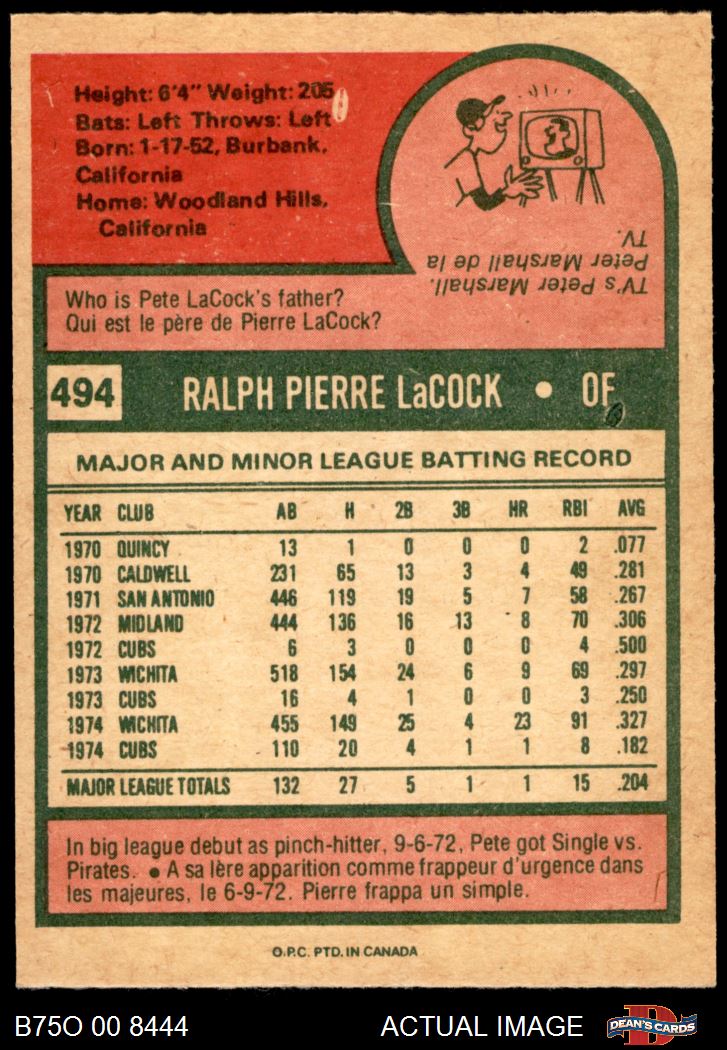 Height: 6'4" Weight: 205
Bats: Left Throws: Left
Born: 1-17-52, Burbank,
California
Home: Woodland Hills,
California
Who is Pete LaCock's father?
Qui est le père de Pierre LaCock?
TV's Peter Marshall.
Peter Marshall de la
TV.
494 RALPH PIERRE LaCOCK • OF
MAJOR AND MINOR LEAGUE BATTING RECORD
YEAR CLUB AB H 2B 3B HR RBI AVG
1970 QUINCY 13 1 0 0 0 2 .077
1970 CALDWELL 231 65 13 3 4 49 .281
1971 SAN ANTONIO 446 119 19 5 7 58 .267
1972 MIDLAND 444 136 16 13 8 70 .306
1972 CUBS 6 3 0 0 0 4 .500
1973 WICHITA 518 154 24 6 9 69 .297
1973 CUBS 16 4 1 0 0 3 .250
1974 WICHITA 455 149 25 4 23 91 .327
1974 CUBS 110 20 4 1 1 8 .182
MAJOR LEAGUE TOTALS 132 27 5 1 1 15 .204
In big league debut as pinch-hitter, 9-6-72, Pete got Single vs.
Pirates. • A sa lère apparition comme frappeur d'urgence dans
les majeures, le 6-9-72. Pierre frappa un simple.
O.P.C. PTD. IN CANADA
B75O 00 8444 ACTUAL IMAGE DEAN'S CARDS